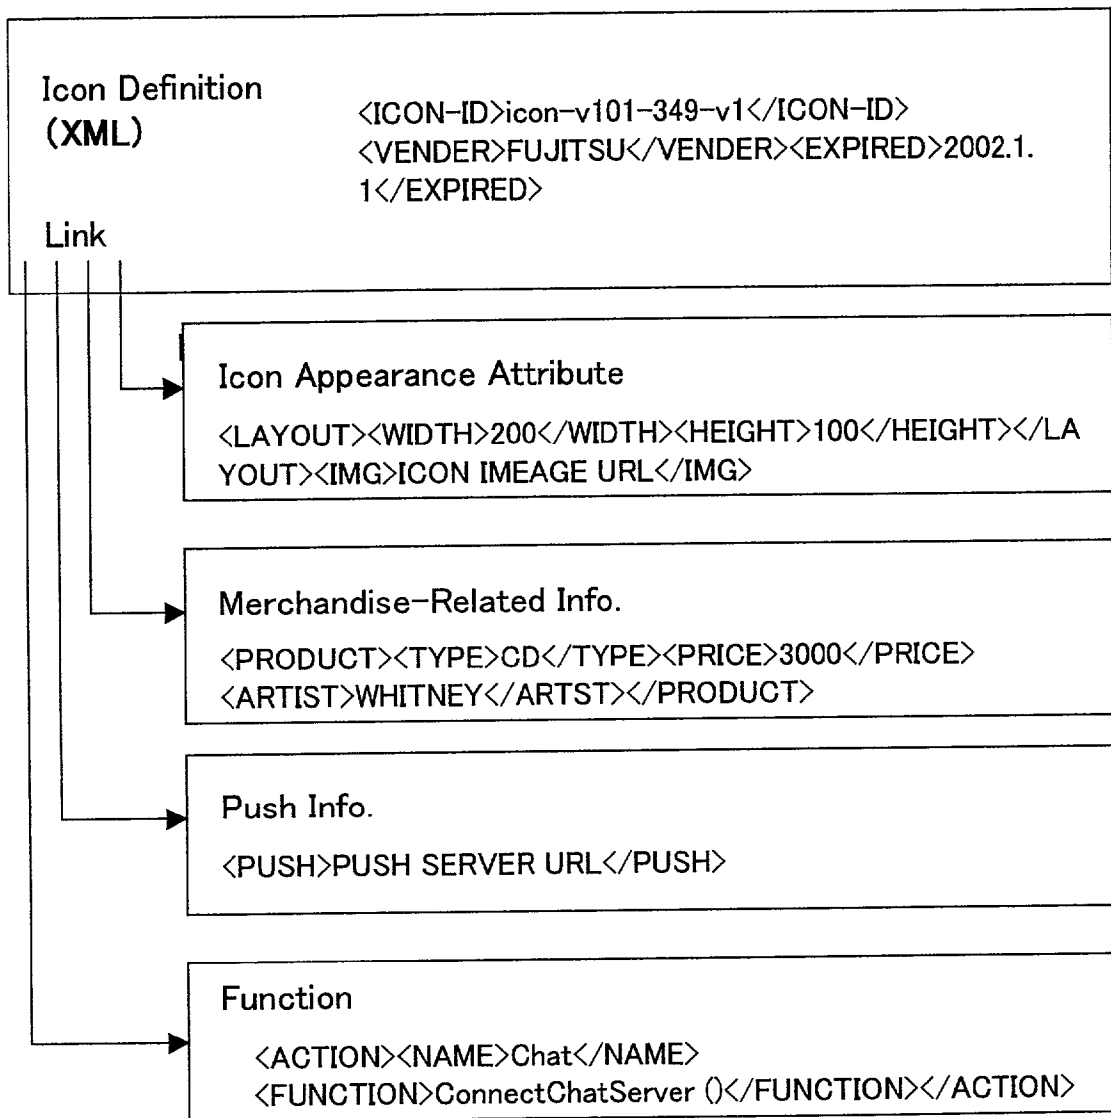 Icon Definition
(XML)
<ICON-ID>icon-v101-349-v1</ICON-ID>
<VENDER>FUJITSU</VENDER><EXPIRED>2002.1.
1</EXPIRED>
Link
Icon Appearance Attribute
<LAYOUT><WIDTH>200</WIDTH><HEIGHT>100</HEIGHT></LA
YOUT><IMG>ICON IMEAGE URL</IMG>
Merchandise-Related Info.
<PRODUCT><TYPE>CD</TYPE><PRICE>3000</PRICE>
<ARTIST>WHITNEY</ARTST></PRODUCT>
Push Info.
<PUSH>PUSH SERVER URL</PUSH>
Function
<ACTION><NAME>Chat</NAME>
<FUNCTION>ConnectChatServer ()</FUNCTION></ACTION>